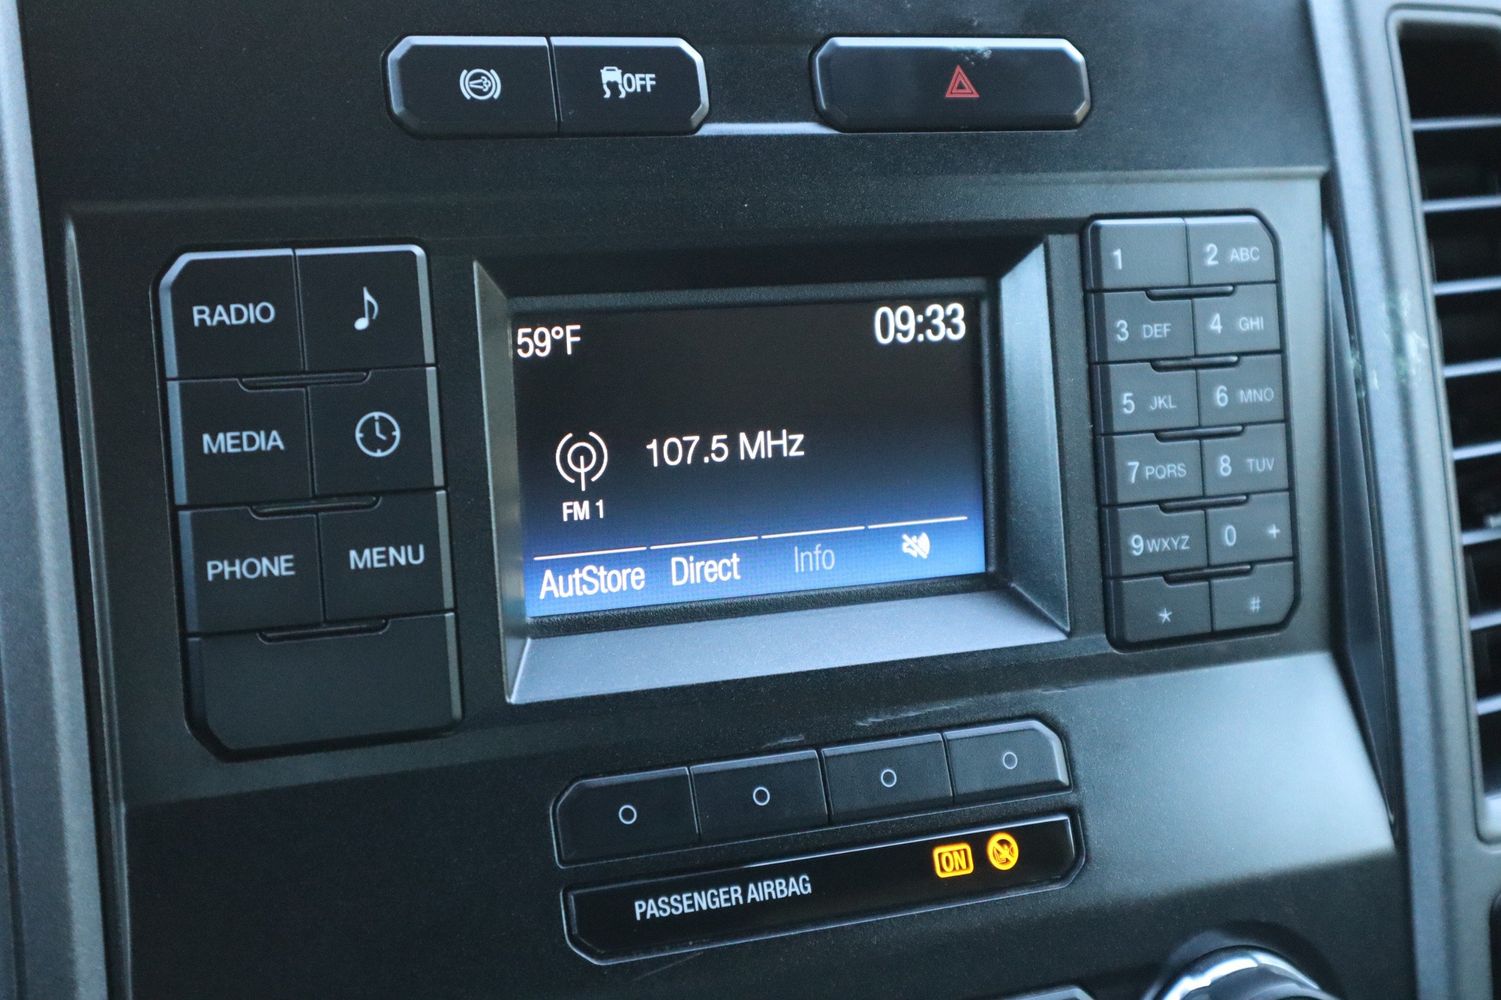 OFF
RADIO
MEDIA
PHONE MENU
59°F 09:33
107.5 MHz
FM 1
AutStore Direct Info
1 2 ABC
3 DEF 4 GHI
5 JKL 6 MNO
7 PQRS 8 TUV
9 WXYZ 0 +
* #
PASSENGER AIRBAG ON